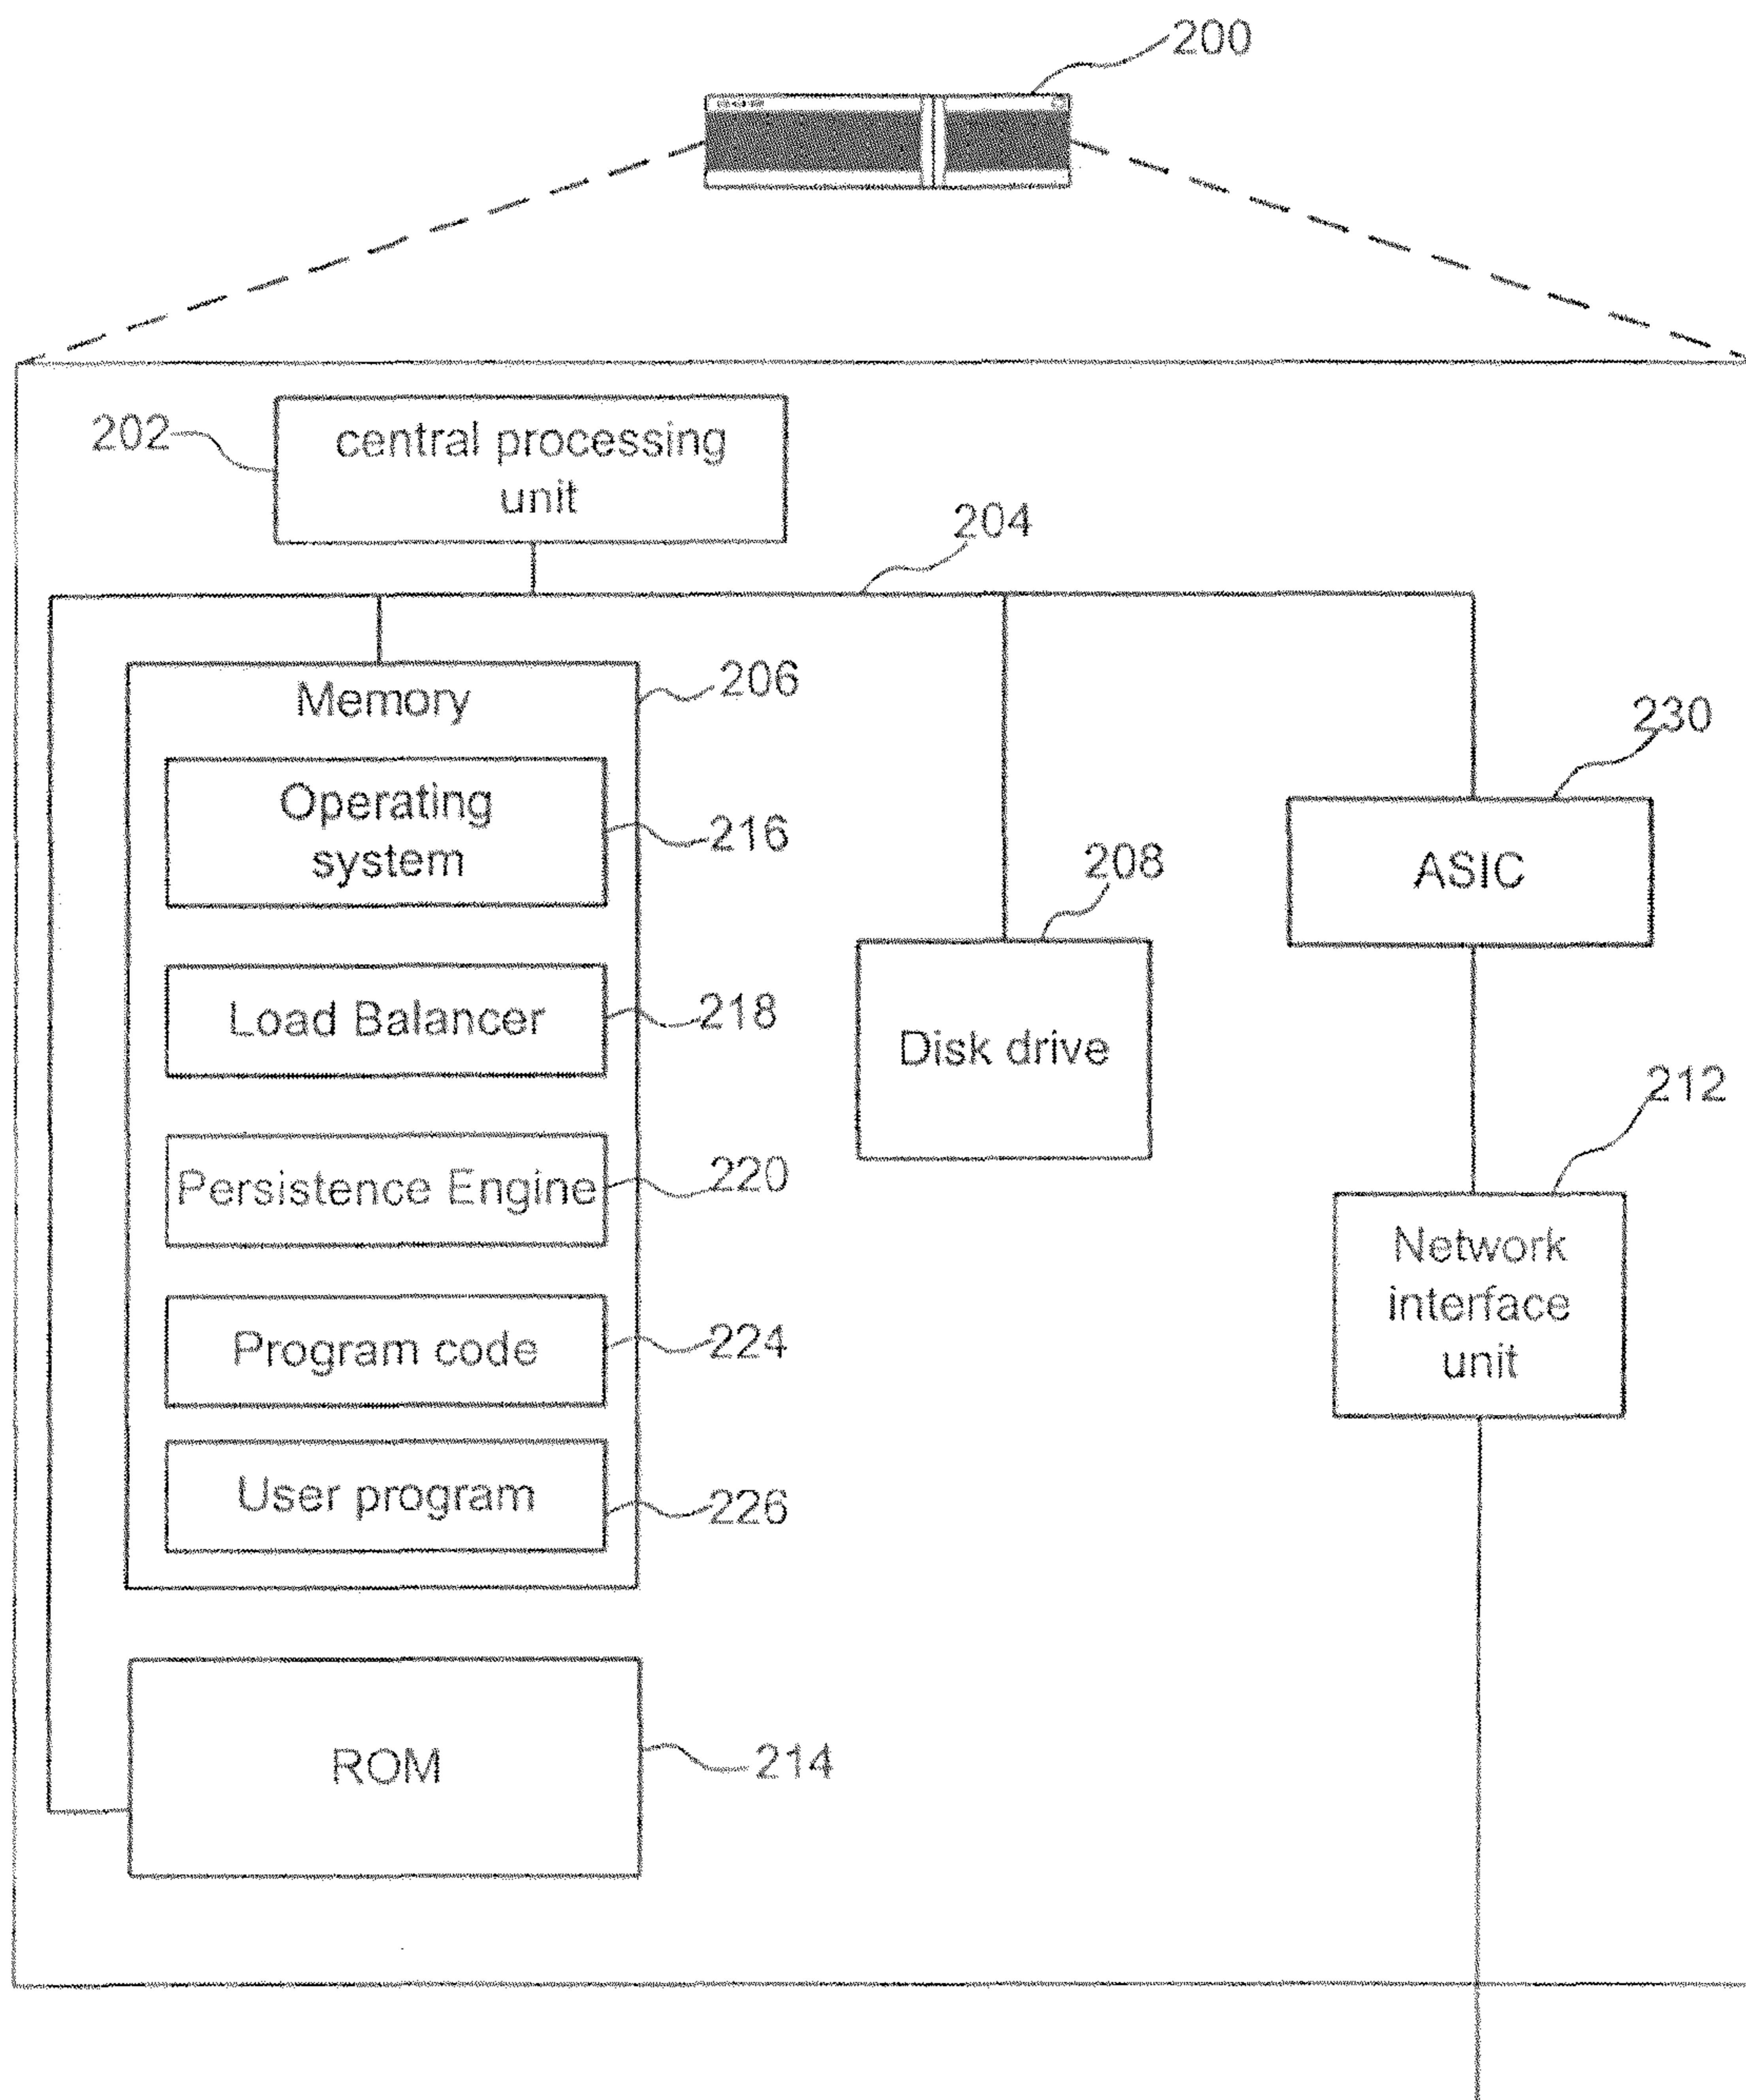 200
202
central processing
unit
204
Memory
206
230
Operating
system
216
208
ASIC
Load Balancer
218
Disk drive
212
Persistence Engine
220
Network
interface
unit
Program code
224
User program
226
ROM
214